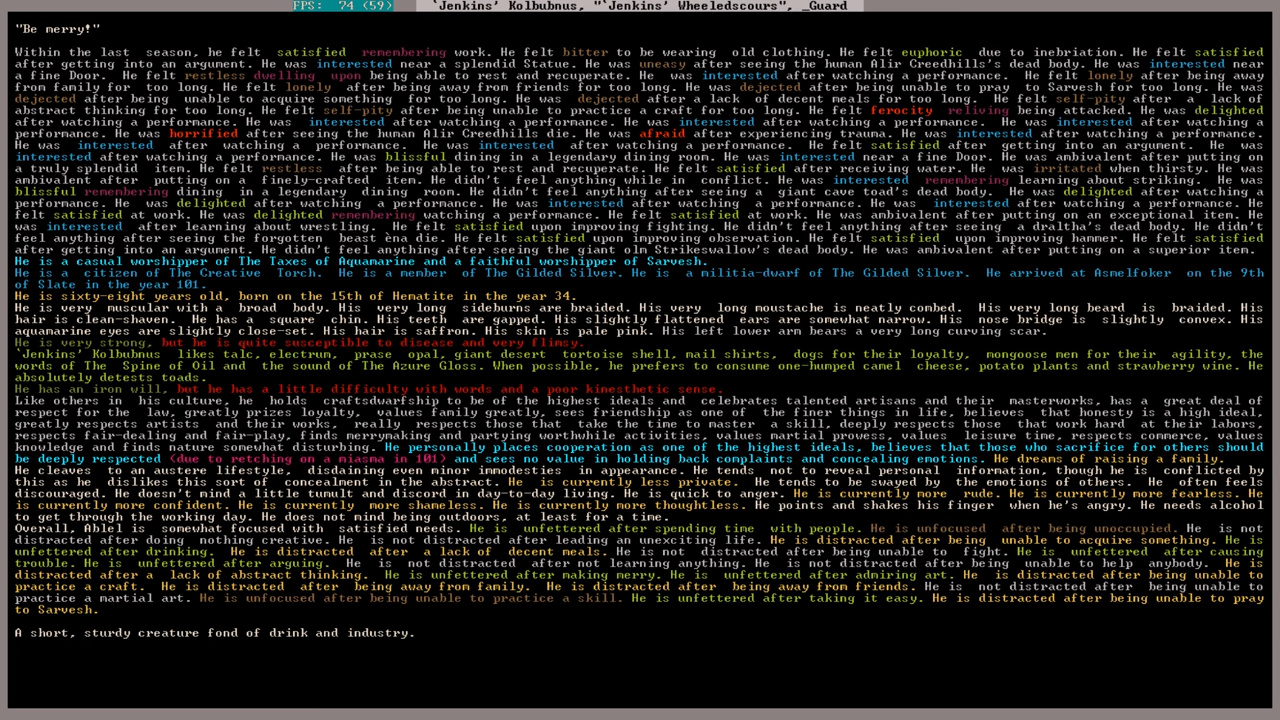 FPS: 74 (59) `Jenkins' Kolbubnus, "`Jenkins' Wheeledscours", _Guard
"Be merry!"
Within the last season, he felt satisfied remembering work. He felt bitter to be wearing old clothing. He felt euphoric due to inebriation. He felt satisfied
after getting into an argument. He was interested near a splendid Statue. He was uneasy after seeing the human Alir Creedhills's dead body. He was interested near
a fine Door. He felt restless dwelling upon being able to rest and recuperate. He was interested after watching a performance. He felt lonely after being away
from family for too long. He felt lonely after being away from friends for too long. He was dejected after being unable to pray to Sarvesh for too long. He was
dejected after being unable to acquire something for too long. He was dejected after a lack of decent meals for too long. He felt self-pity after a lack of
abstract thinking for too long. He felt self-pity after being unable to practice a craft for too long. He felt ferocity reliving being attacked. He was delighted
after watching a performance. He was interested after watching a performance. He was interested after watching a performance. He was interested after watching a
performance. He was horrified after seeing the human Alir Creedhills die. He was afraid after experiencing trauma. He was interested after watching a performance.
He was interested after watching a performance. He was interested after watching a performance. He felt satisfied after getting into an argument. He was
interested after watching a performance. He was blissful dining in a legendary dining room. He was interested near a fine Door. He was ambivalent after putting on
a truly splendid item. He felt restless after being able to rest and recuperate. He felt satisfied after receiving water. He was irritated when thirsty. He was
ambivalent after putting on a finely-crafted item. He didn't feel anything while in conflict. He was interested remembering learning about striking. He was
blissful remembering dining in a legendary dining room. He didn't feel anything after seeing a giant cave toad's dead body. He was delighted after watching a
performance. He was delighted after watching a performance. He was interested after watching a performance. He was interested after watching a performance. He
felt satisfied at work. He was delighted remembering watching a performance. He felt satisfied at work. He was ambivalent after putting on an exceptional item. He
was interested after learning about wrestling. He felt satisfied upon improving fighting. He didn't feel anything after seeing a draltha's dead body. He didn't
feel anything after seeing the forgotten beast èna die. He felt satisfied upon improving observation. He felt satisfied upon improving hammer. He felt satisfied
after getting into an argument. He didn't feel anything after seeing the giant olm Strikeswallow's dead body. He was ambivalent after putting on a superior item.
He is a casual worshipper of The Taxes of Aquamarine and a faithful worshipper of Sarvesh.
He is a citizen of The Creative Torch. He is a member of The Gilded Silver. He is a militia-dwarf of The Gilded Silver. He arrived at Asmelfoker on the 9th
of Slate in the year 101.
He is sixty-eight years old, born on the 15th of Hematite in the year 34.
He is very muscular with a broad body. His very long sideburns are braided. His very long moustache is neatly combed. His very long beard is braided. His
hair is clean-shaven. He has a square chin. His teeth are gapped. His slightly flattened ears are somewhat narrow. His nose bridge is slightly convex. His
aquamarine eyes are slightly close-set. His hair is saffron. His skin is pale pink. His left lower arm bears a very long curving scar.
He is very strong, but he is quite susceptible to disease and very flimsy.
`Jenkins' Kolbubnus likes talc, electrum, prase opal, giant desert tortoise shell, mail shirts, dogs for their loyalty, mongoose men for their agility, the
words of The Spine of Oil and the sound of The Azure Gloss. When possible, he prefers to consume one-humped camel cheese, potato plants and strawberry wine. He
absolutely detests toads.
He has an iron will, but he has a little difficulty with words and a poor kinesthetic sense.
Like others in his culture, he holds craftsdwarfship to be of the highest ideals and celebrates talented artisans and their masterworks, has a great deal of
respect for the law, greatly prizes loyalty, values family greatly, sees friendship as one of the finer things in life, believes that honesty is a high ideal,
greatly respects artists and their works, really respects those that take the time to master a skill, deeply respects those that work hard at their labors,
respects fair-dealing and fair-play, finds merrymaking and partying worthwhile activities, values martial prowess, values leisure time, respects commerce, values
knowledge and finds nature somewhat disturbing. He personally places cooperation as one of the highest ideals, believes that those who sacrifice for others should
be deeply respected (due to retching on a miasma in 101) and sees no value in holding back complaints and concealing emotions. He dreams of raising a family.
He cleaves to an austere lifestyle, disdaining even minor immodesties in appearance. He tends not to reveal personal information, though he is conflicted by
this as he dislikes this sort of concealment in the abstract. He is currently less private. He tends to be swayed by the emotions of others. He often feels
discouraged. He doesn't mind a little tumult and discord in day-to-day living. He is quick to anger. He is currently more rude. He is currently more fearless. He
is currently more confident. He is currently more shameless. He is currently more thoughtless. He points and shakes his finger when he's angry. He needs alcohol
to get through the working day. He does not mind being outdoors, at least for a time.
Overall, Ablel is somewhat focused with satisfied needs. He is unfettered after spending time with people. He is unfocused after being unoccupied. He is not
distracted after doing nothing creative. He is not distracted after leading an unexciting life. He is distracted after being unable to acquire something. He is
unfettered after drinking. He is distracted after a lack of decent meals. He is not distracted after being unable to fight. He is unfettered after causing
trouble. He is unfettered after arguing. He is not distracted after not learning anything. He is not distracted after being unable to help anybody. He is
distracted after a lack of abstract thinking. He is unfettered after making merry. He is unfettered after admiring art. He is distracted after being unable to
practice a craft. He is distracted after being away from family. He is distracted after being away from friends. He is not distracted after being unable to
practice a martial art. He is unfocused after being unable to practice a skill. He is unfettered after taking it easy. He is distracted after being unable to pray
to Sarvesh.
A short, sturdy creature fond of drink and industry.